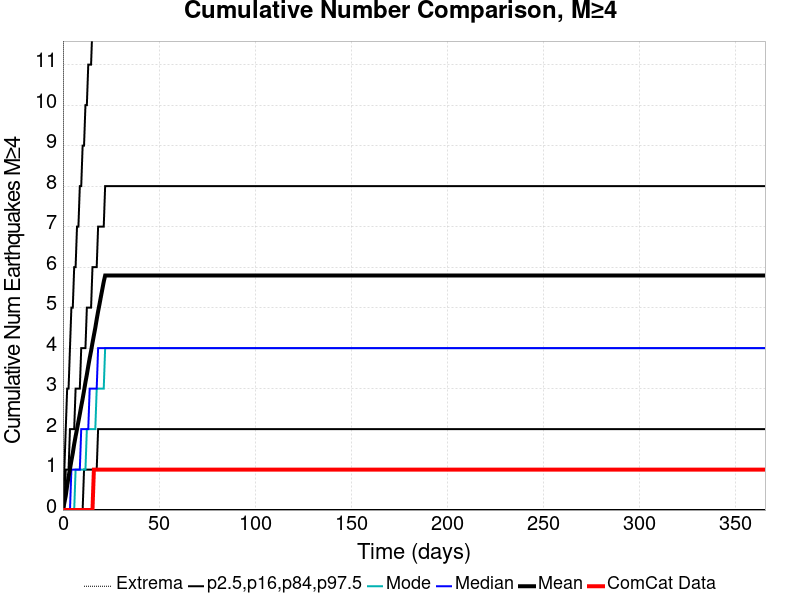 Cumulative Number Comparison, M≥4
Cumulative Num Earthquakes M≥4
11
10
9
8
7
6
5
4
3
2
1
0
0 50 100 150 200 250 300 350
Time (days)
Extrema p2.5,p16,p84,p97.5 Mode Median Mean ComCat Data